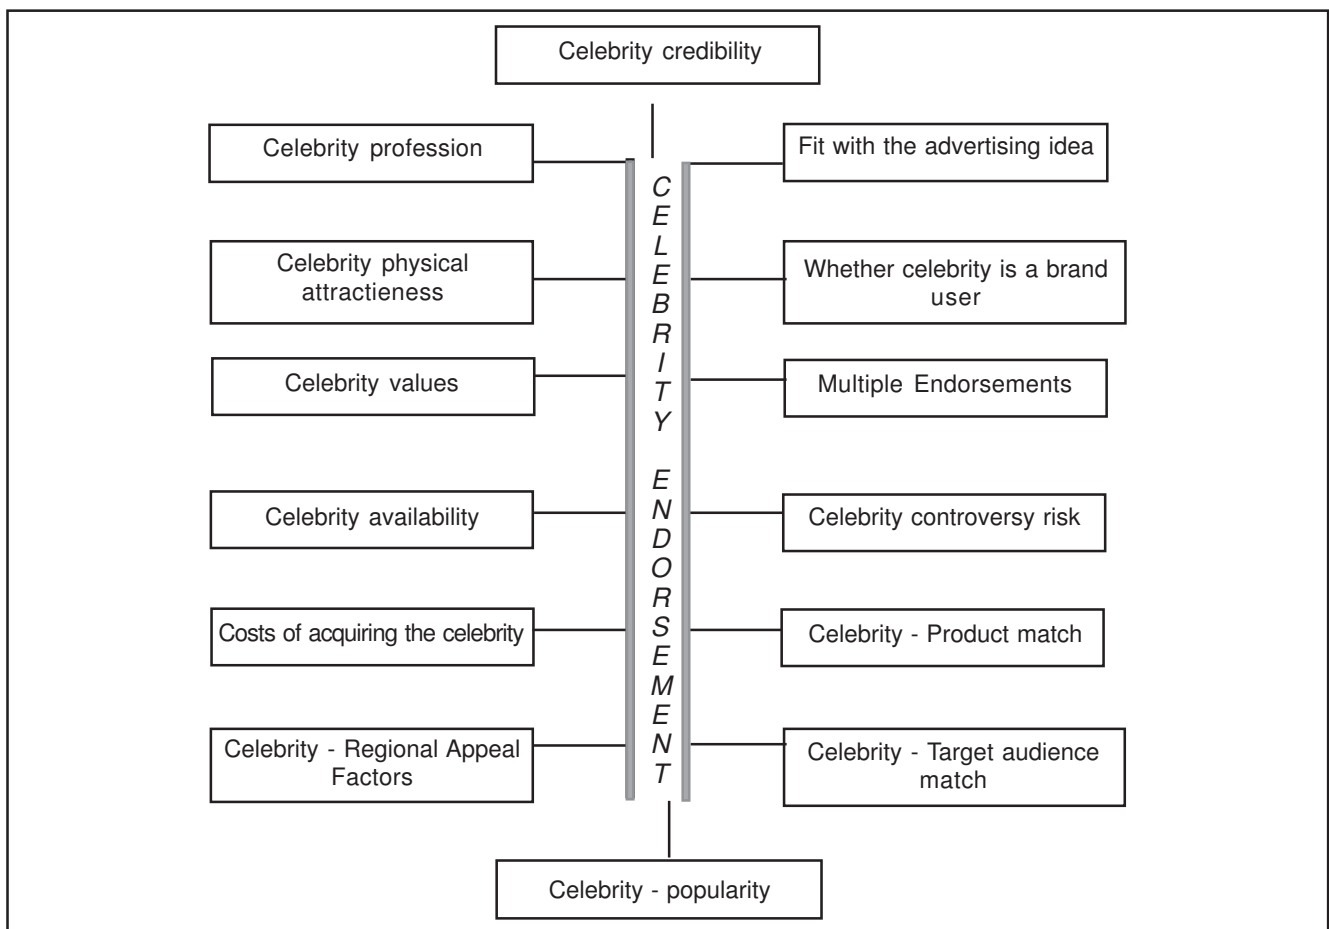 Celebrity credibility
Celebrity profession
Fit with the advertising idea
Celebrity physical
attractieness
Whether celebrity is a brand
user
Celebrity values
Multiple Endorsements
CELEBRITY ENDORSEMENT
Celebrity availability
Celebrity controversy risk
Costs of acquiring the celebrity
Celebrity - Product match
Celebrity - Regional Appeal
Factors
Celebrity - Target audience
match
Celebrity - popularity